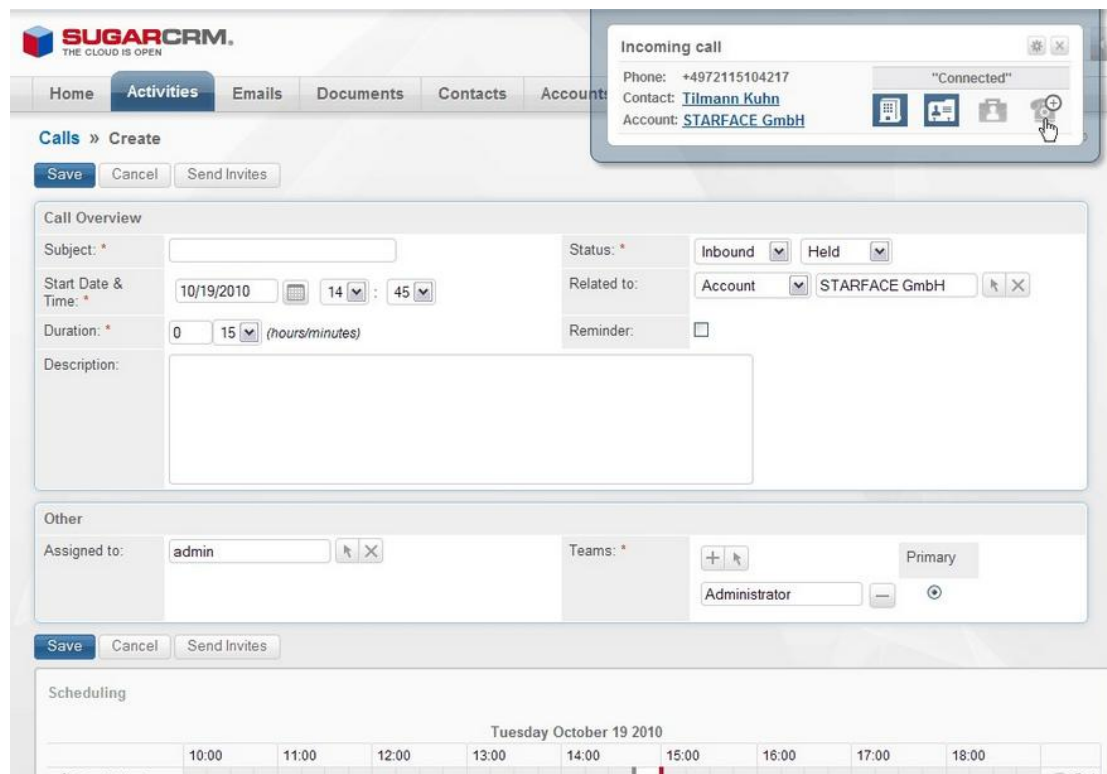 SUGARCRM.
THE CLOUD IS OPEN
Home Activities Emails Documents Contacts Accounts
Incoming call
Phone: +4972115104217
Contact: Tilmann Kuhn
Account: STARFACE GmbH
"Connected"
Calls » Create
Save Cancel Send Invites
Call Overview
Subject: * Status: * Inbound Held
Start Date & Time: * 10/19/2010 14 : 45 Related to: Account STARFACE GmbH
Duration: * 0 15 (hours/minutes) Reminder:
Description:
Other
Assigned to: admin Teams: * Primary
Administrator
Save Cancel Send Invites
Scheduling
Tuesday October 19 2010
10:00 11:00 12:00 13:00 14:00 15:00 16:00 17:00 18:00